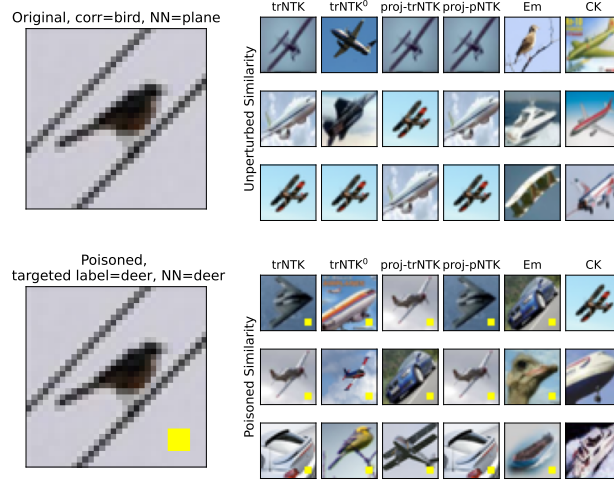 Original, corr=bird, NN=plane
trNTK trNTK⁰ proj-trNTK proj-pNTK Em CK
Unperturbed Similarity
Poisoned,
targeted label=deer, NN=deer
trNTK trNTK⁰ proj-trNTK proj-pNTK Em CK
Poisoned Similarity